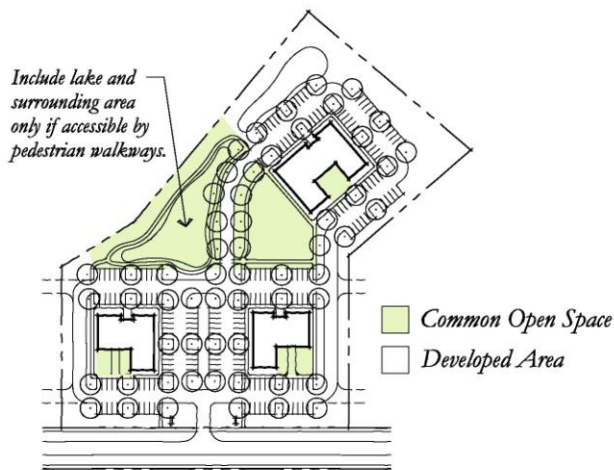 Include lake and
surrounding area
only if accessible by
pedestrian walkways.
Common Open Space
Developed Area